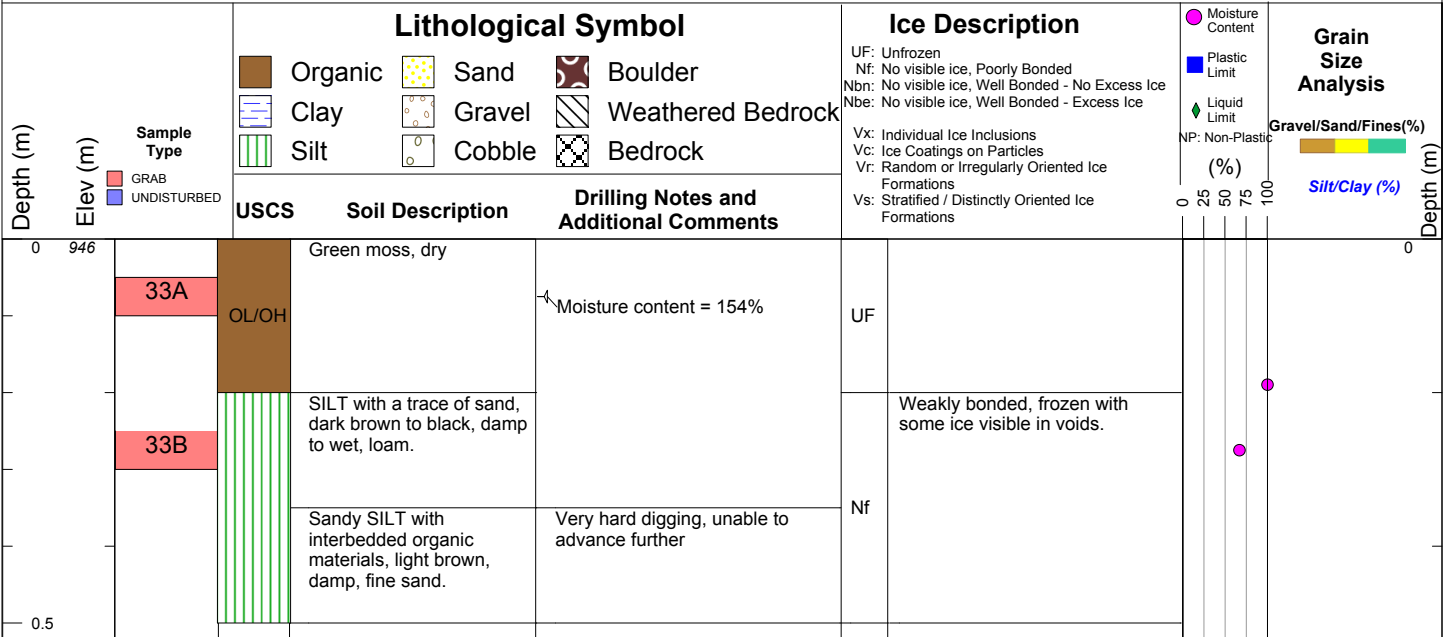 Lithological Symbol
Organic
Sand
Boulder
Clay
Gravel
Weathered Bedrock
Silt
Cobble
Bedrock
Depth (m)
Elev (m)
Sample
Type
GRAB
UNDISTURBED
USCS
Soil Description
Drilling Notes and
Additional Comments
Ice Description
UF: Unfrozen
Nf: No visible ice, Poorly Bonded
Nbn: No visible ice, Well Bonded - No Excess Ice
Nbe: No visible ice, Well Bonded - Excess Ice
Vx: Individual Ice Inclusions
Vc: Ice Coatings on Particles
Vr: Random or Irregularly Oriented Ice
Formations
Vs: Stratified / Distinctly Oriented Ice
Formations
Moisture
Content
Plastic
Limit
Liquid
Limit
NP: Non-Plastic
(%)
0 25 50 75 100
Grain
Size
Analysis
Gravel/Sand/Fines(%)
Silt/Clay (%)
Depth (m)
0 946
Green moss, dry
0
33A
OL/OH
Moisture content = 154%
UF
SILT with a trace of sand,
dark brown to black, damp
to wet, loam.
Weakly bonded, frozen with
some ice visible in voids.
33B
Nf
Sandy SILT with
interbedded organic
materials, light brown,
damp, fine sand.
Very hard digging, unable to
advance further
0.5